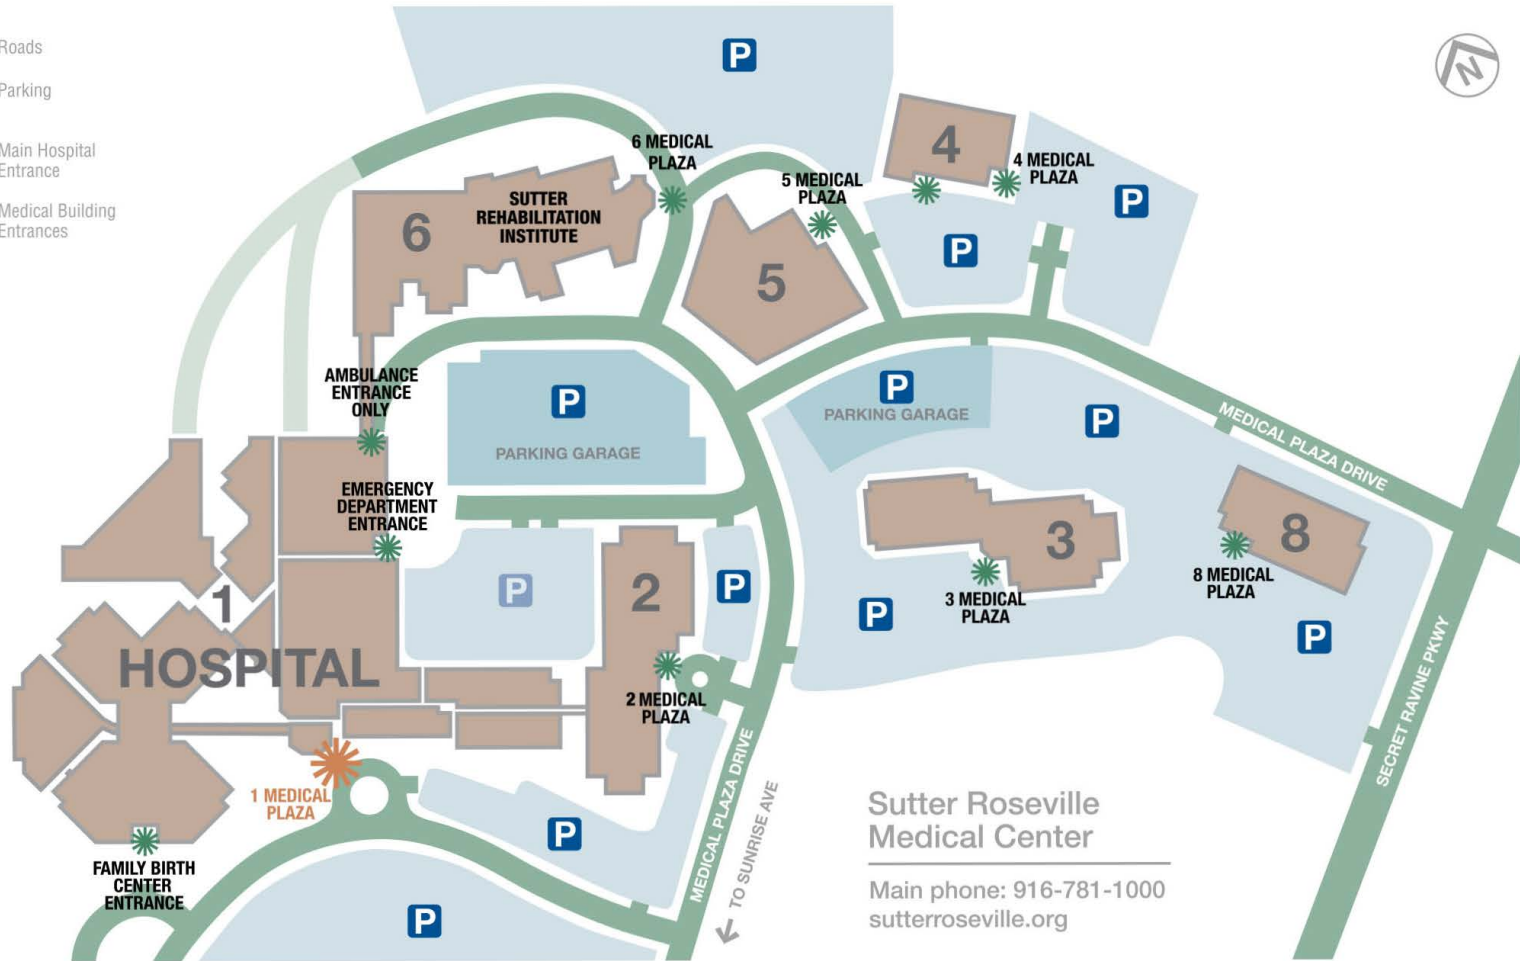 Roads
Parking
Main Hospital
Entrance
Medical Building
Entrances
P
N
6 MEDICAL
PLAZA
4
4 MEDICAL
PLAZA
5 MEDICAL
PLAZA
P
SUTTER
REHABILITATION
INSTITUTE
6
P
5
AMBULANCE
ENTRANCE
ONLY
P
PARKING GARAGE
P
PARKING GARAGE
P
MEDICAL PLAZA DRIVE
EMERGENCY
DEPARTMENT
ENTRANCE
3
8
8 MEDICAL
PLAZA
3 MEDICAL
PLAZA
P
P
P
2
P
1
HOSPITAL
2 MEDICAL
PLAZA
SECRET RAVINE PKWY
1 MEDICAL
PLAZA
P
MEDICAL PLAZA DRIVE
TO SUNRISE AVE
FAMILY BIRTH
CENTER
ENTRANCE
P
Sutter Roseville
Medical Center
Main phone: 916-781-1000
sutterroseville.org